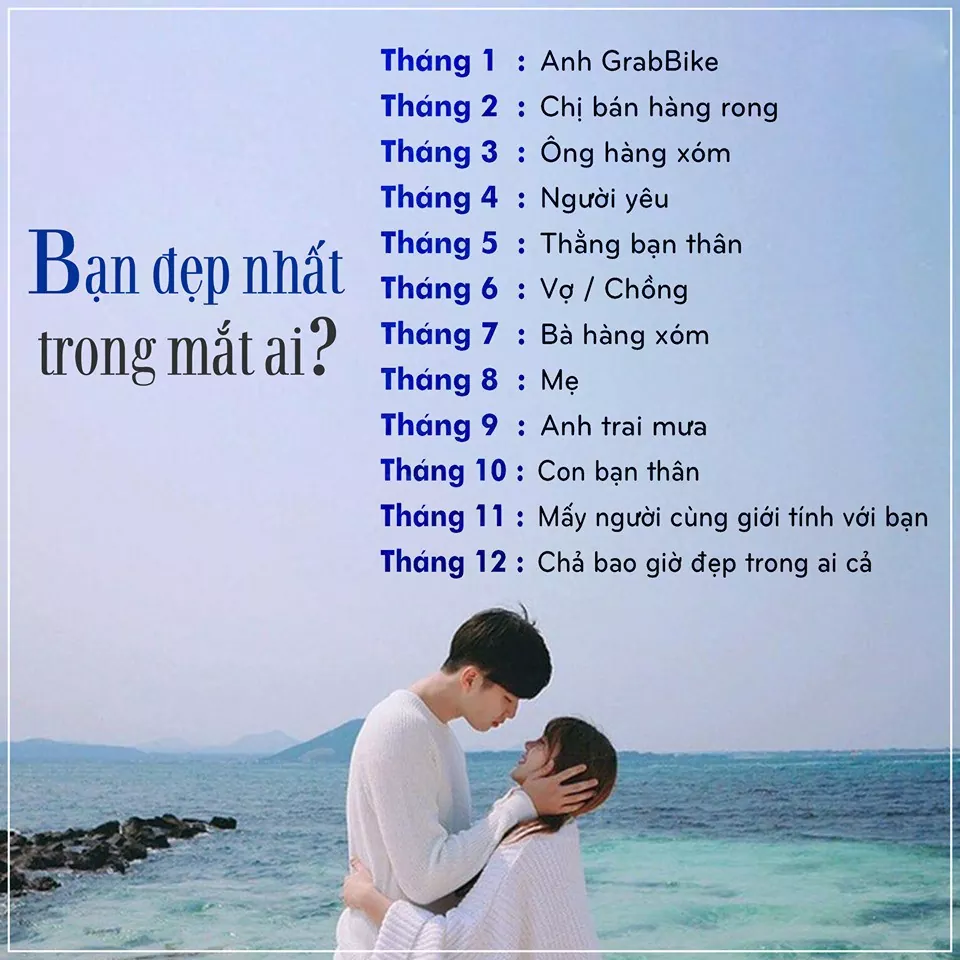 Bạn đẹp nhất
trong mắt ai?
Tháng 1 : Anh GrabBike
Tháng 2 : Chị bán hàng rong
Tháng 3 : Ông hàng xóm
Tháng 4 : Người yêu
Tháng 5 : Thằng bạn thân
Tháng 6 : Vợ / Chồng
Tháng 7 : Bà hàng xóm
Tháng 8 : Mẹ
Tháng 9 : Anh trai mưa
Tháng 10 : Con bạn thân
Tháng 11 : Mấy người cùng giới tính với bạn
Tháng 12 : Chả bao giờ đẹp trong ai cả